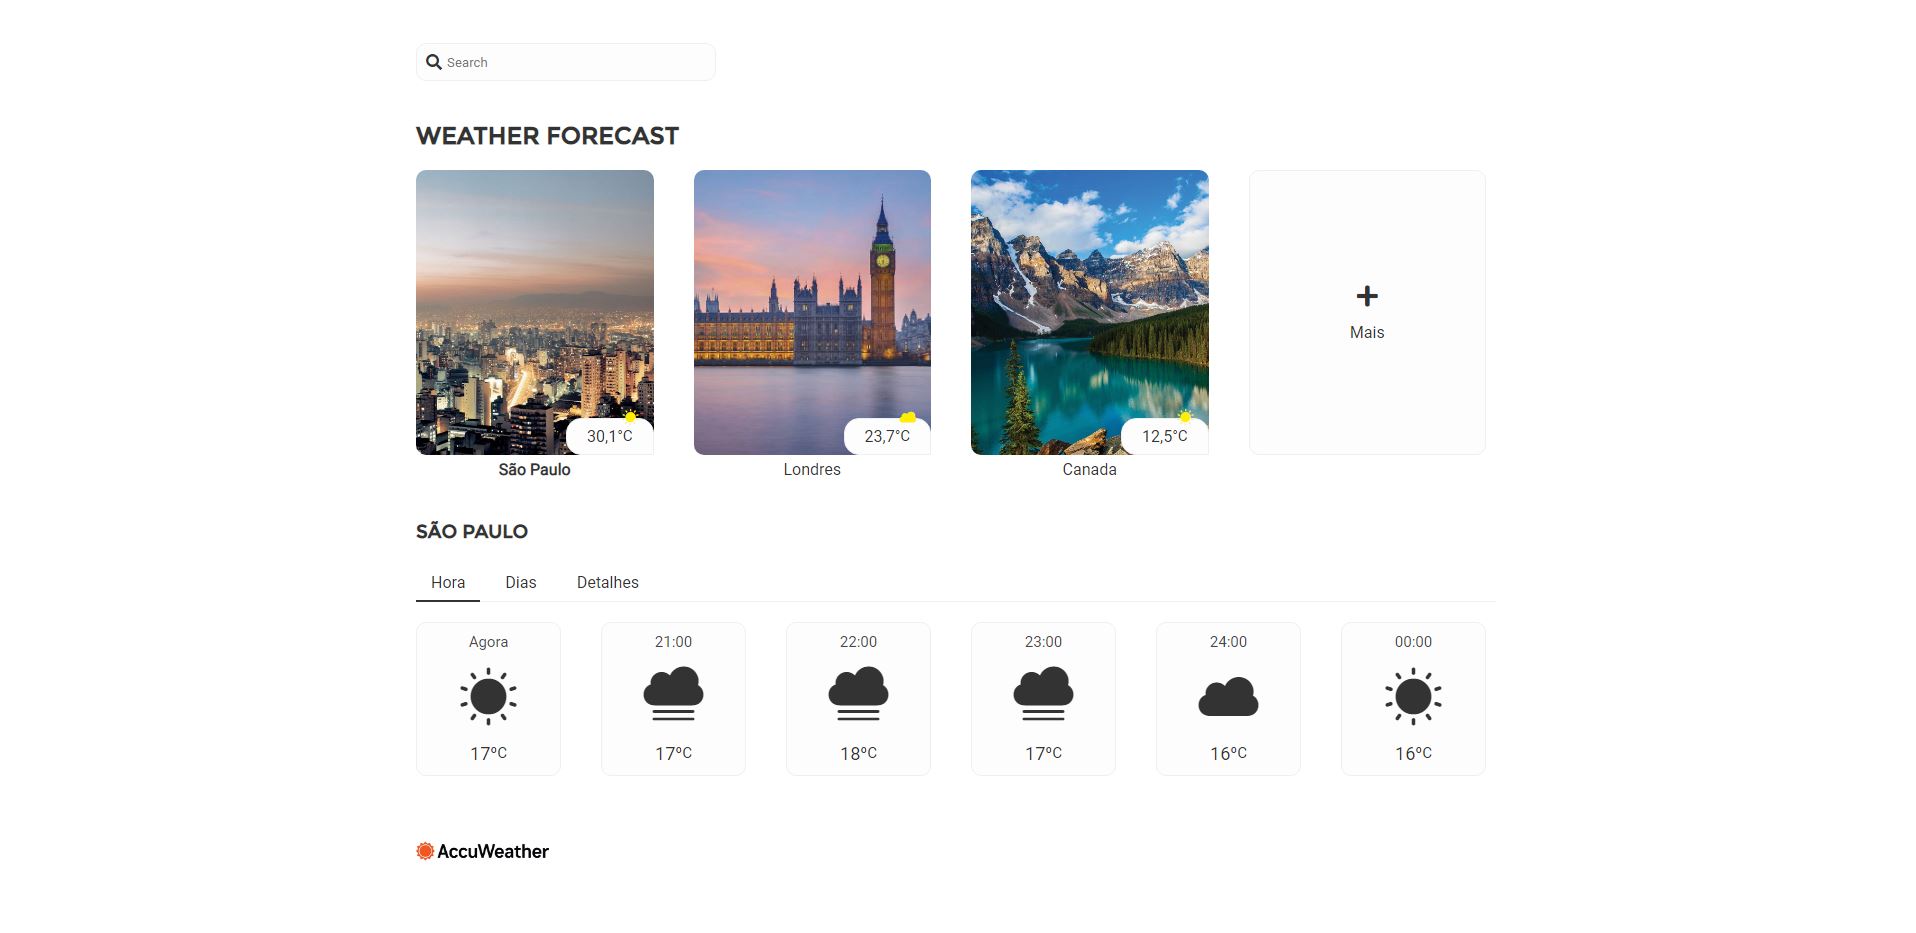 Search
WEATHER FORECAST
30,1°C
23,7°C
12,5°C
Mais
São Paulo
Londres
Canada
SÃO PAULO
Hora Dias Detalhes
Agora 21:00 22:00 23:00 24:00 00:00
17ºC 17ºC 18ºC 17ºC 16ºC 16ºC
AccuWeather